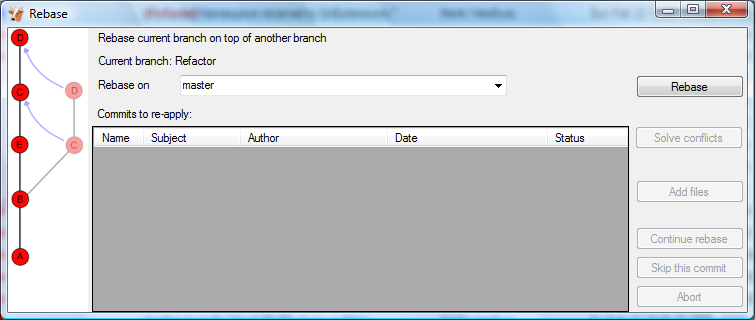 Rebase
Rebase current branch on top of another branch
Current branch: Refactor
Rebase on master Rebase
Commits to re-apply:
Name Subject Author Date Status
Solve conflicts
Add files
Continue rebase
Skip this commit
Abort
D
D
C
E
C
B
A